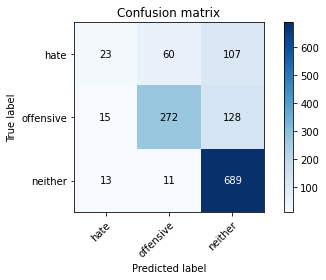 Confusion matrix
True label
hate
23
60
107
offensive
15
272
128
neither
13
11
689
hate
offensive
neither
Predicted label
600
500
400
300
200
100